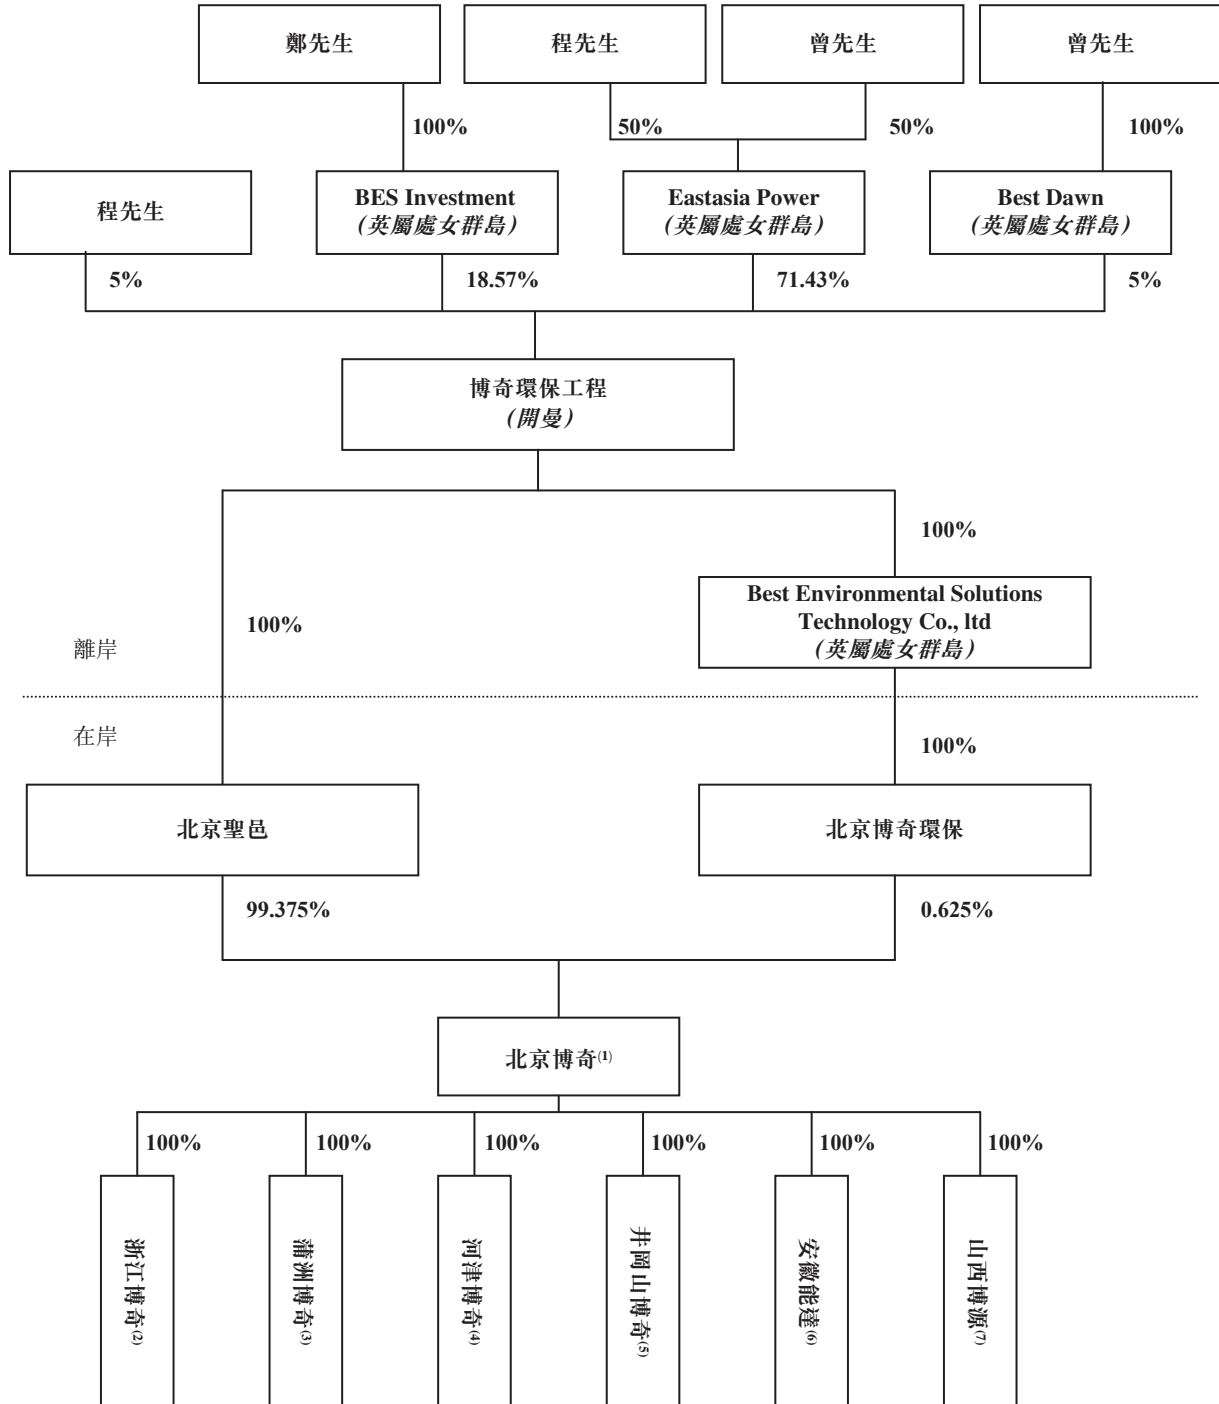 鄭先生
程先生
曾先生
曾先生
100%
50%
50%
100%
程先生
BES Investment
(英屬處女群島)
Eastasia Power
(英屬處女群島)
Best Dawn
(英屬處女群島)
5%
18.57%
71.43%
5%
博奇環保工程
(開曼)
100%
Best Environmental Solutions
Technology Co., ltd
(英屬處女群島)
100%
離岸
在岸
100%
北京聖邑
北京博奇環保
99.375%
0.625%
北京博奇(1)
100%
100%
100%
100%
100%
100%
浙江博奇(2)
蒲洲博奇(3)
河津博奇(4)
井岡山博奇(5)
安徽能達(6)
山西博源(7)